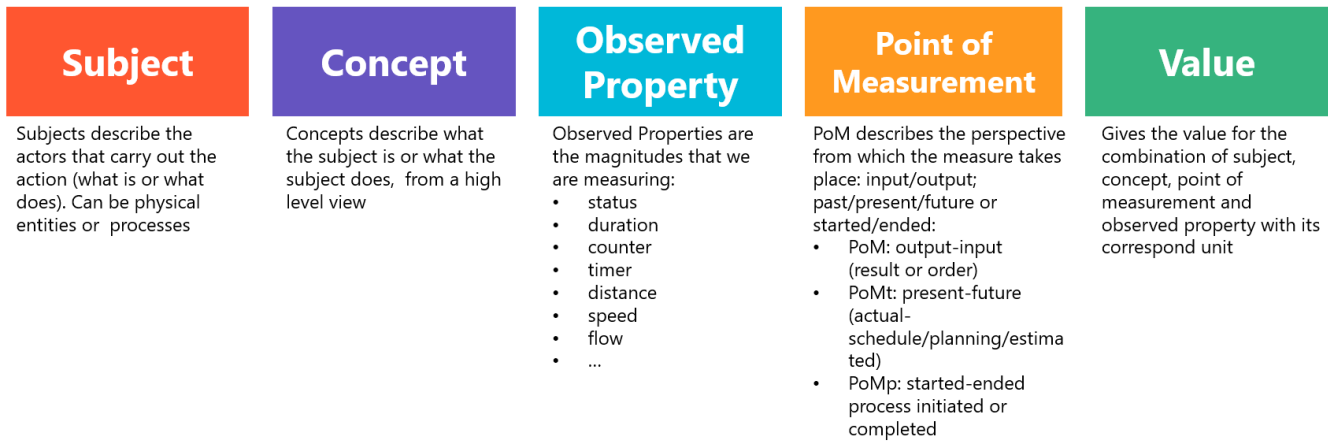 Subject
Subjects describe the
actors that carry out the
action (what is or what
does). Can be physical
entities or  processes
Concept
Concepts describe what
the subject is or what the
subject does,  from a high
level view
Observed
Property
Observed Properties are
the magnitudes that we
are measuring:
• status
• duration
• counter
• timer
• distance
• speed
• flow
• ...
Point of
Measurement
PoM describes the perspective
from which the measure takes
place: input/output;
past/present/future or
started/ended:
• PoM: output-input
(result or order)
• PoMt: present-future
(actual-
schedule/planning/estima
ted)
• PoMp: started-ended
process initiated or
completed
Value
Gives the value for the
combination of subject,
concept, point of
measurement and
observed property with its
correspond unit